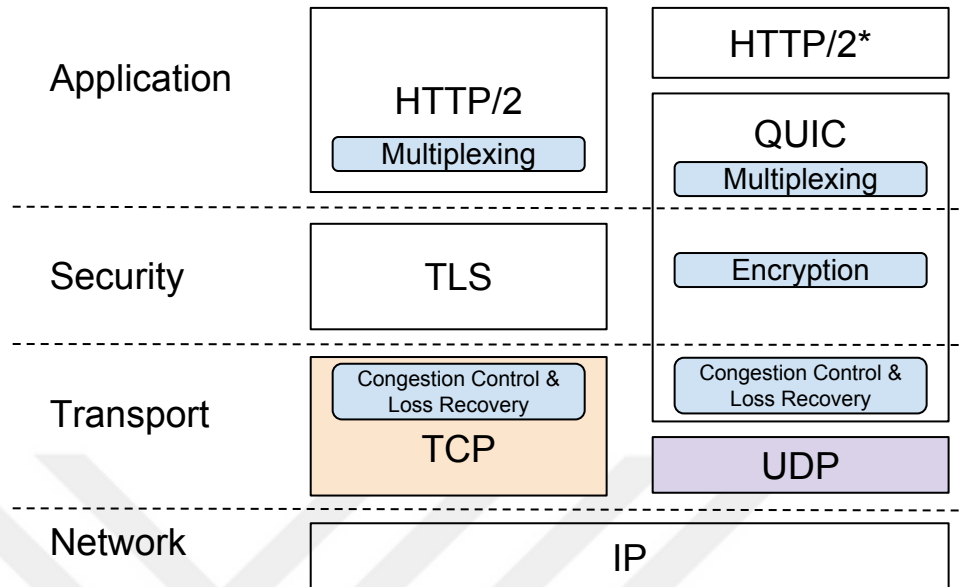 Application
HTTP/2
Multiplexing
HTTP/2*
QUIC
Multiplexing
Security
TLS
Encryption
Transport
Congestion Control &
Loss Recovery
TCP
Congestion Control &
Loss Recovery
UDP
Network
IP